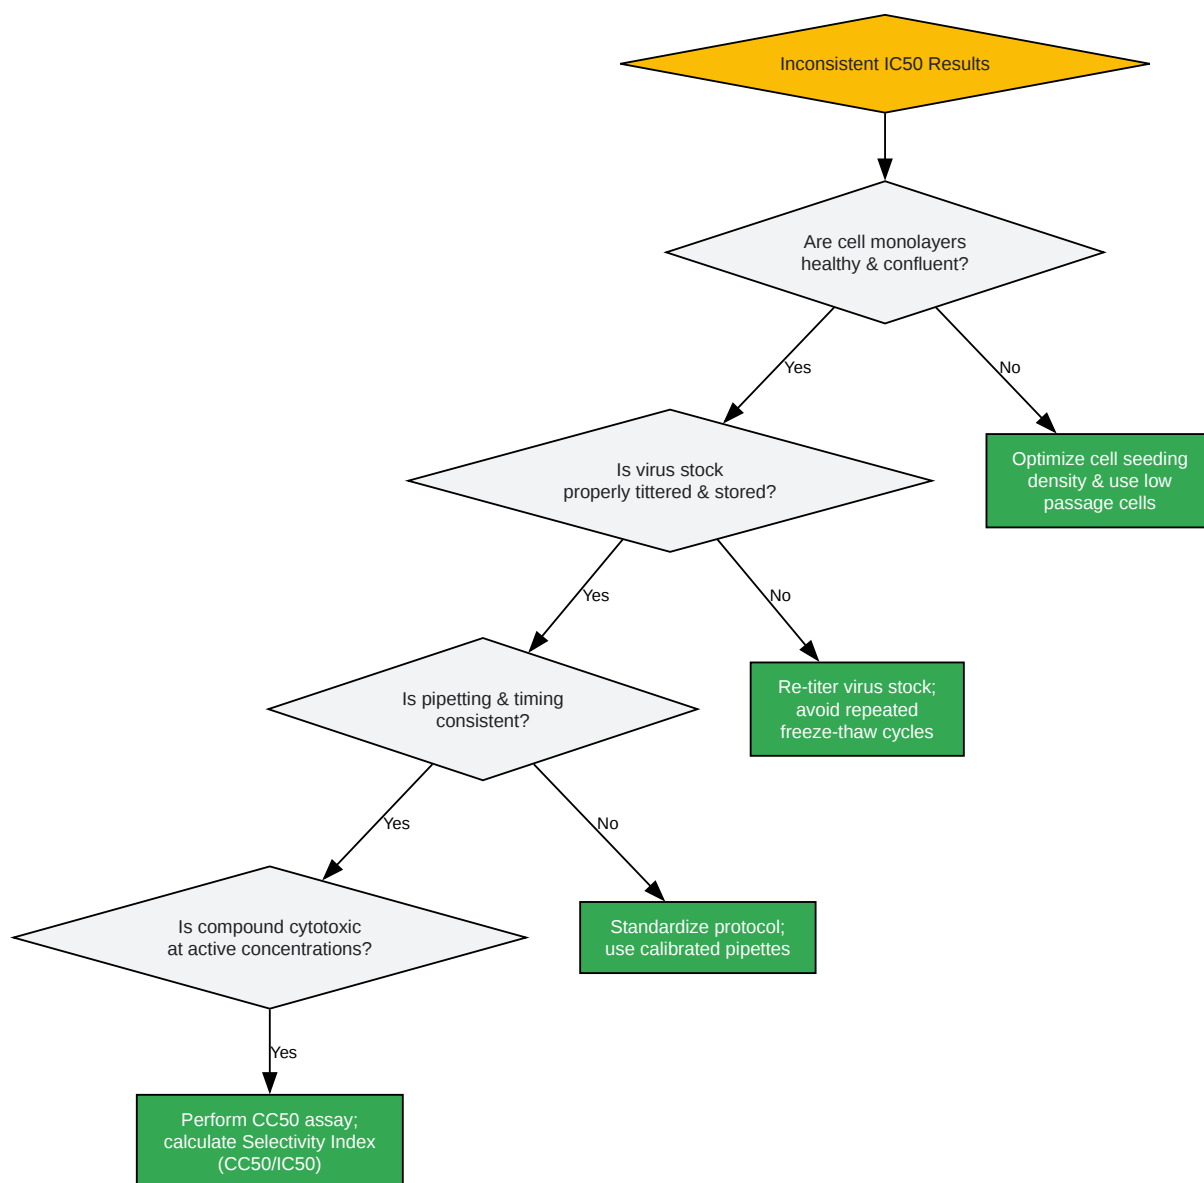 Inconsistent IC50 Results
Are cell monolayers
healthy & confluent?
Yes
No
Is virus stock
properly tittered & stored?
Optimize cell seeding
density & use low
passage cells
Yes
No
Is pipetting & timing
consistent?
Re-titer virus stock;
avoid repeated
freeze-thaw cycles
Yes
No
Is compound cytotoxic
at active concentrations?
Standardize protocol;
use calibrated pipettes
Yes
Perform CC50 assay;
calculate Selectivity Index
(CC50/IC50)